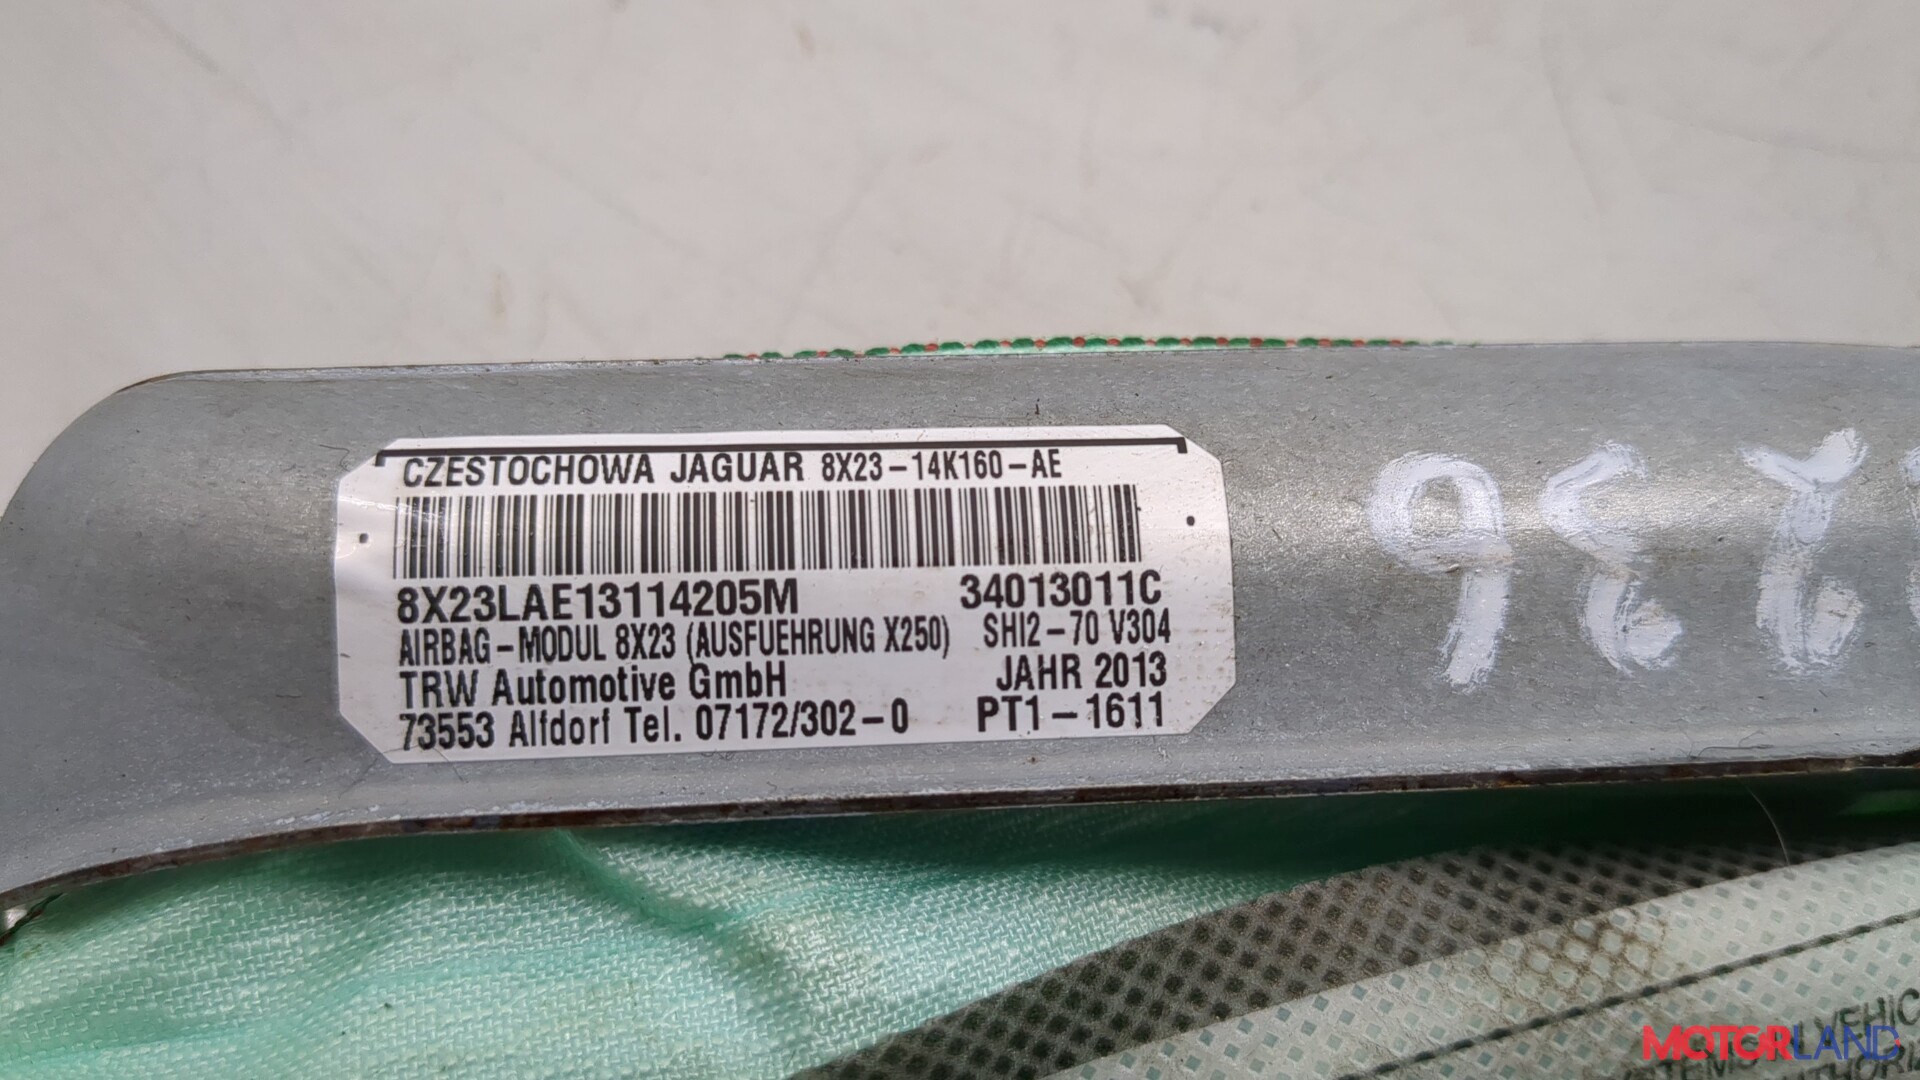 CZESTOCHOWA JAGUAR 8X23-14K160-AE
8X23LAE13114205M 34013011C
AIRBAG-MODUL 8X23 (AUSFUEHRUNG X250) SHI2-70 V304
TRW Automotive GmbH JAHR 2013
73553 Alfdorf Tel. 07172/302-0 PT1-1611
MOTORLAND